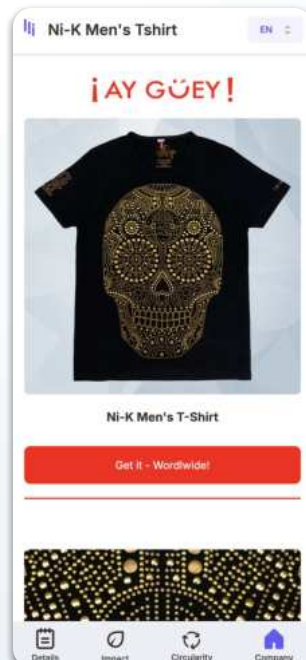 Ni-K Men's Tshirt
EN
¡AY GÜEY!
Ni-K Men's T-Shirt
Get it - Wordlwide!
Details
Impact
Circularity
Company